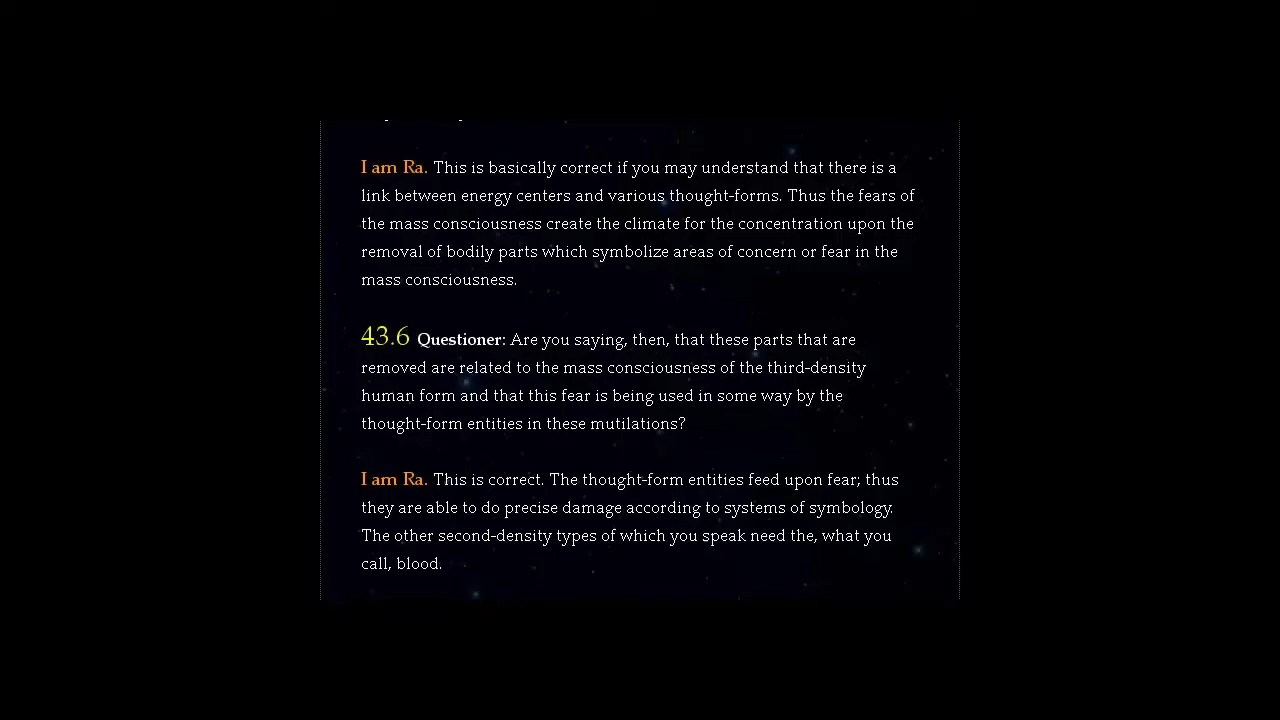 I am Ra. This is basically correct if you may understand that there is a
link between energy centers and various thought-forms. Thus the fears of
the mass consciousness create the climate for the concentration upon the
removal of bodily parts which symbolize areas of concern or fear in the
mass consciousness.
43.6 Questioner: Are you saying, then, that these parts that are
removed are related to the mass consciousness of the third-density
human form and that this fear is being used in some way by the
thought-form entities in these mutilations?
I am Ra. This is correct. The thought-form entities feed upon fear; thus
they are able to do precise damage according to systems of symbology.
The other second-density types of which you speak need the, what you
call, blood.